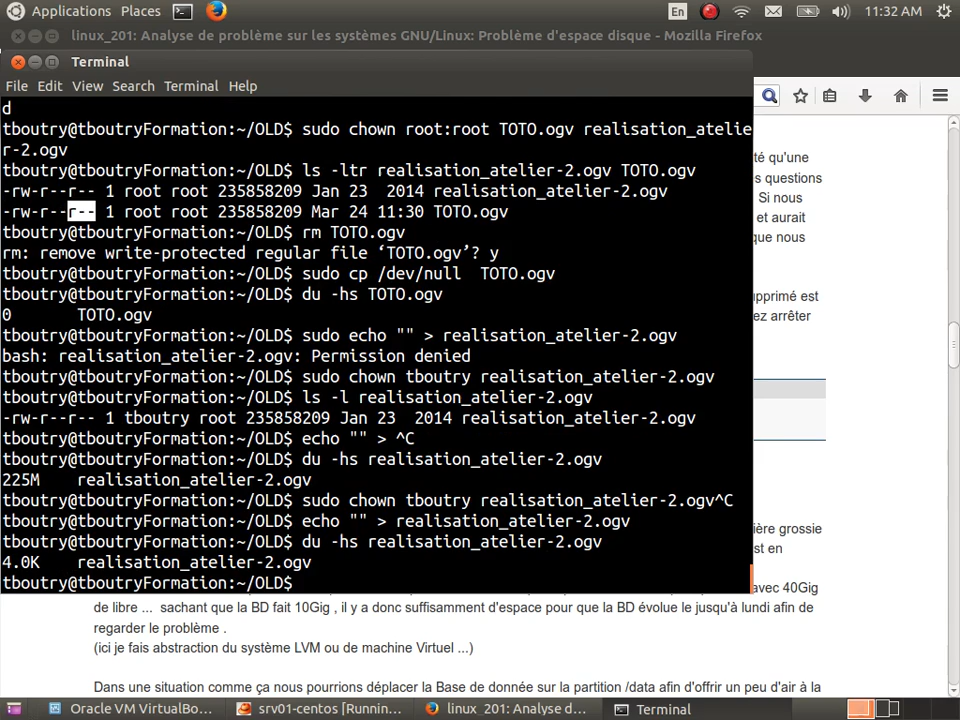 Applications Places En 11:32 AM
linux_201: Analyse de problème sur les systèmes GNU/Linux: Problème d'espace disque - Mozilla Firefox
Terminal
File Edit View Search Terminal Help
d
tboutry@tboutryFormation:~/OLD$ sudo chown root:root TOTO.ogv realisation_atelie
r-2.ogv
tboutry@tboutryFormation:~/OLD$ ls -ltr realisation_atelier-2.ogv TOTO.ogv
-rw-r--r-- 1 root root 235858209 Jan 23  2014 realisation_atelier-2.ogv
-rw-r--r-- 1 root root 235858209 Mar 24 11:30 TOTO.ogv
tboutry@tboutryFormation:~/OLD$ rm TOTO.ogv
rm: remove write-protected regular file ‘TOTO.ogv’? y
tboutry@tboutryFormation:~/OLD$ sudo cp /dev/null  TOTO.ogv
tboutry@tboutryFormation:~/OLD$ du -hs TOTO.ogv
0       TOTO.ogv
tboutry@tboutryFormation:~/OLD$ sudo echo "" > realisation_atelier-2.ogv
bash: realisation_atelier-2.ogv: Permission denied
tboutry@tboutryFormation:~/OLD$ sudo chown tboutry realisation_atelier-2.ogv
tboutry@tboutryFormation:~/OLD$ ls -l realisation_atelier-2.ogv
-rw-r--r-- 1 tboutry root 235858209 Jan 23  2014 realisation_atelier-2.ogv
tboutry@tboutryFormation:~/OLD$ echo "" > ^C
tboutry@tboutryFormation:~/OLD$ du -hs realisation_atelier-2.ogv
225M    realisation_atelier-2.ogv
tboutry@tboutryFormation:~/OLD$ sudo chown tboutry realisation_atelier-2.ogv^C
tboutry@tboutryFormation:~/OLD$ echo "" > realisation_atelier-2.ogv
tboutry@tboutryFormation:~/OLD$ du -hs realisation_atelier-2.ogv
4.0K    realisation_atelier-2.ogv
tboutry@tboutryFormation:~/OLD$
té qu'une
s questions
Si nous
et aurait
que nous
upprimé est
ez arrêter
ière grossie
st en
avec 40Gig
de libre ... sachant que la BD fait 10Gig , il y a donc suffisamment d'espace pour que la BD évolue le jusqu'à lundi afin de
regarder le problème .
(ici je fais abstraction du système LVM ou de machine Virtuel ...)
Dans une situation comme ça nous pourrions déplacer la Base de donnée sur la partition /data afin d'offrir un peu d'air à la
Oracle VM VirtualBo... srv01-centos [Runnin... linux_201: Analyse d... Terminal